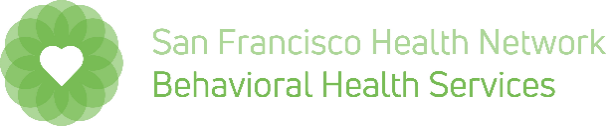 San Francisco Health Network
Behavioral Health Services